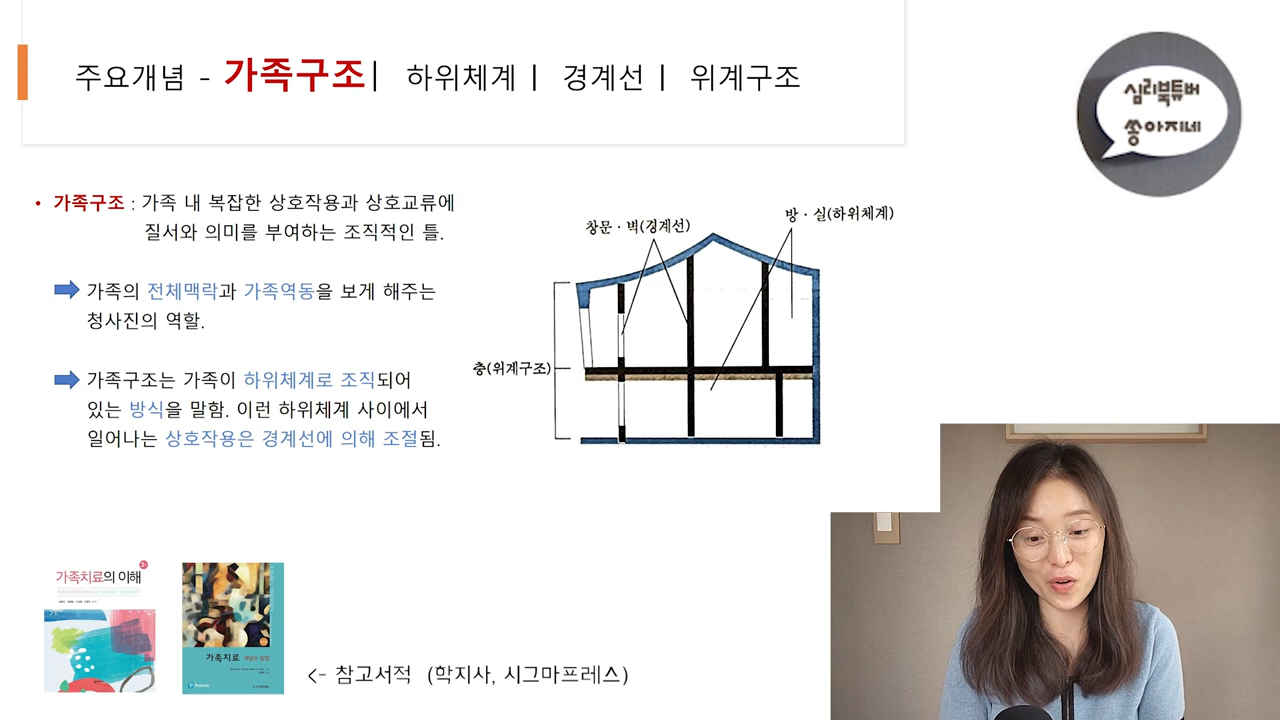 주요개념 - 가족구조| 하위체계 | 경계선 | 위계구조
심리북튜버
쏭아지네
• 가족구조 : 가족 내 복잡한 상호작용과 상호교류에
질서와 의미를 부여하는 조직적인 틀.
가족의 전체맥락과 가족역동을 보게 해주는
청사진의 역할.
가족구조는 가족이 하위체계로 조직되어
있는 방식을 말함. 이런 하위체계 사이에서
일어나는 상호작용은 경계선에 의해 조절됨.
창문 · 벽(경계선)
방 · 실(하위체계)
층(위계구조)
가족치료의 이해
가족치료 개념과 방법
Pearson
<- 참고서적 (학지사, 시그마프레스)